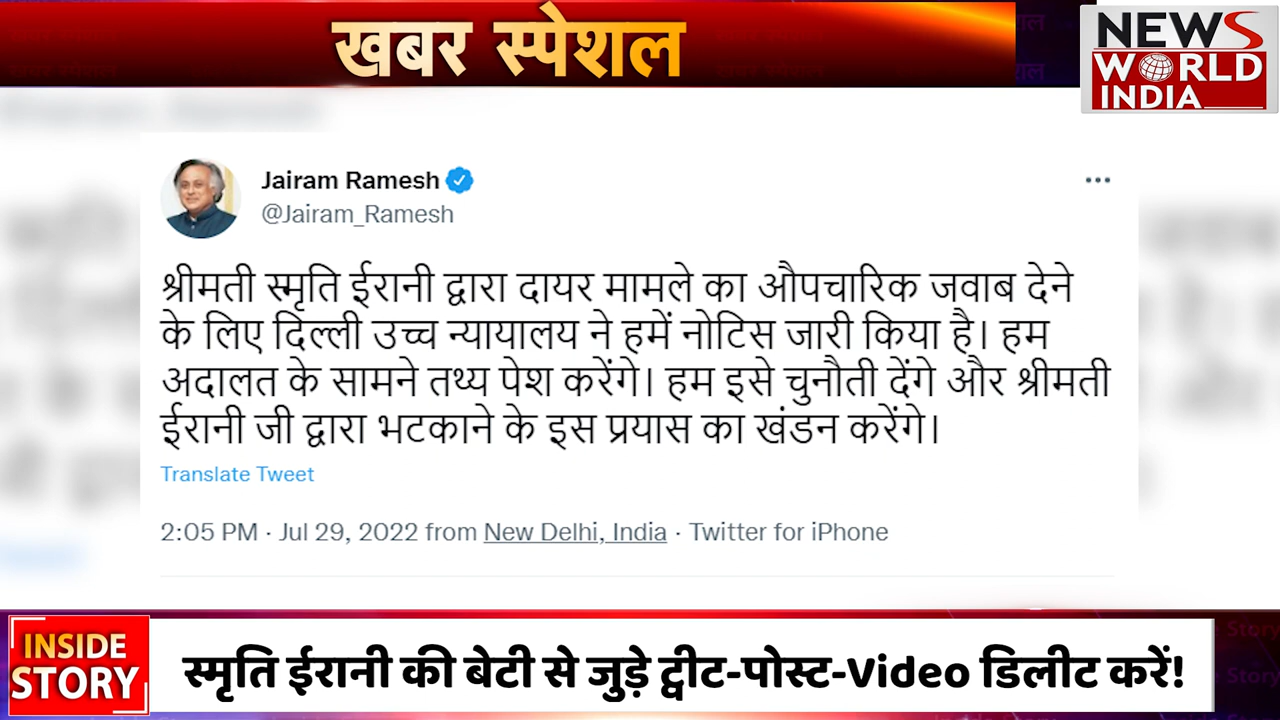 खबर स्पेशल
NEWS
WORLD
INDIA
Jairam Ramesh
@Jairam_Ramesh
श्रीमती स्मृति ईरानी द्वारा दायर मामले का औपचारिक जवाब देने
के लिए दिल्ली उच्च न्यायालय ने हमें नोटिस जारी किया है। हम
अदालत के सामने तथ्य पेश करेंगे। हम इसे चुनौती देंगे और श्रीमती
ईरानी जी द्वारा भटकाने के इस प्रयास का खंडन करेंगे।
Translate Tweet
2:05 PM · Jul 29, 2022 from New Delhi, India · Twitter for iPhone
INSIDE
STORY
स्मृति ईरानी की बेटी से जुड़े ट्वीट-पोस्ट-Video डिलीट करें!